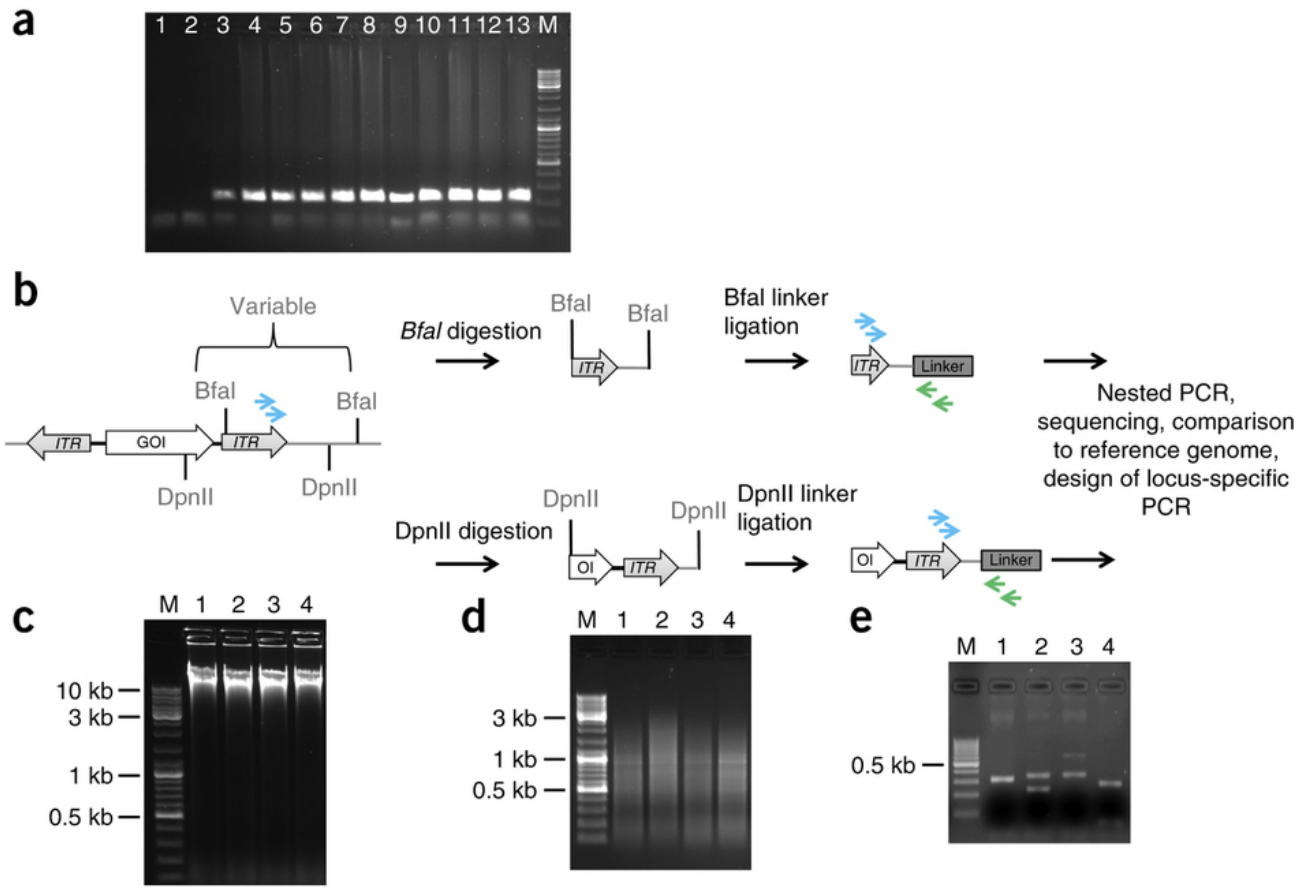 a
1 2 3 4 5 6 7 8 9 10 11 12 13 M
b
Variable
BfaI
BfaI
ITR
GOI
ITR
DpnII
DpnII
BfaI digestion
BfaI
BfaI
ITR
BfaI linker
ligation
ITR
Linker
DpnII digestion
DpnII
DpnII
OI
ITR
DpnII linker
ligation
OI
ITR
Linker
Nested PCR,
sequencing, comparison
to reference genome,
design of locus-specific
PCR
c
M 1 2 3 4
10 kb
3 kb
1 kb
0.5 kb
d
M 1 2 3 4
3 kb
1 kb
0.5 kb
e
M 1 2 3 4
0.5 kb